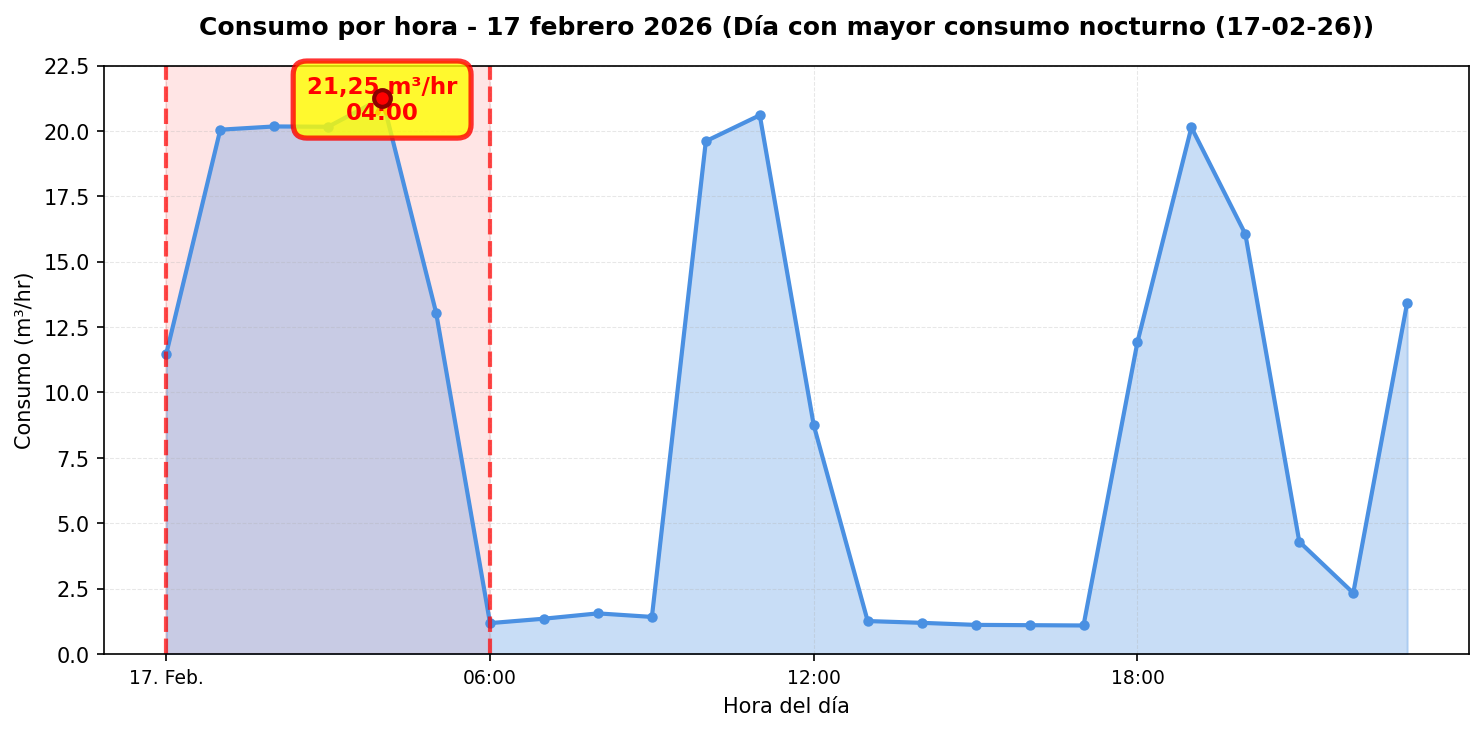 Consumo por hora - 17 febrero 2026 (Día con mayor consumo nocturno (17-02-26))
21,25 m³/hr
04:00
22.5
20.0
17.5
15.0
12.5
10.0
7.5
5.0
2.5
0.0
Consumo (m³/hr)
17. Feb.
06:00
12:00
18:00
Hora del día